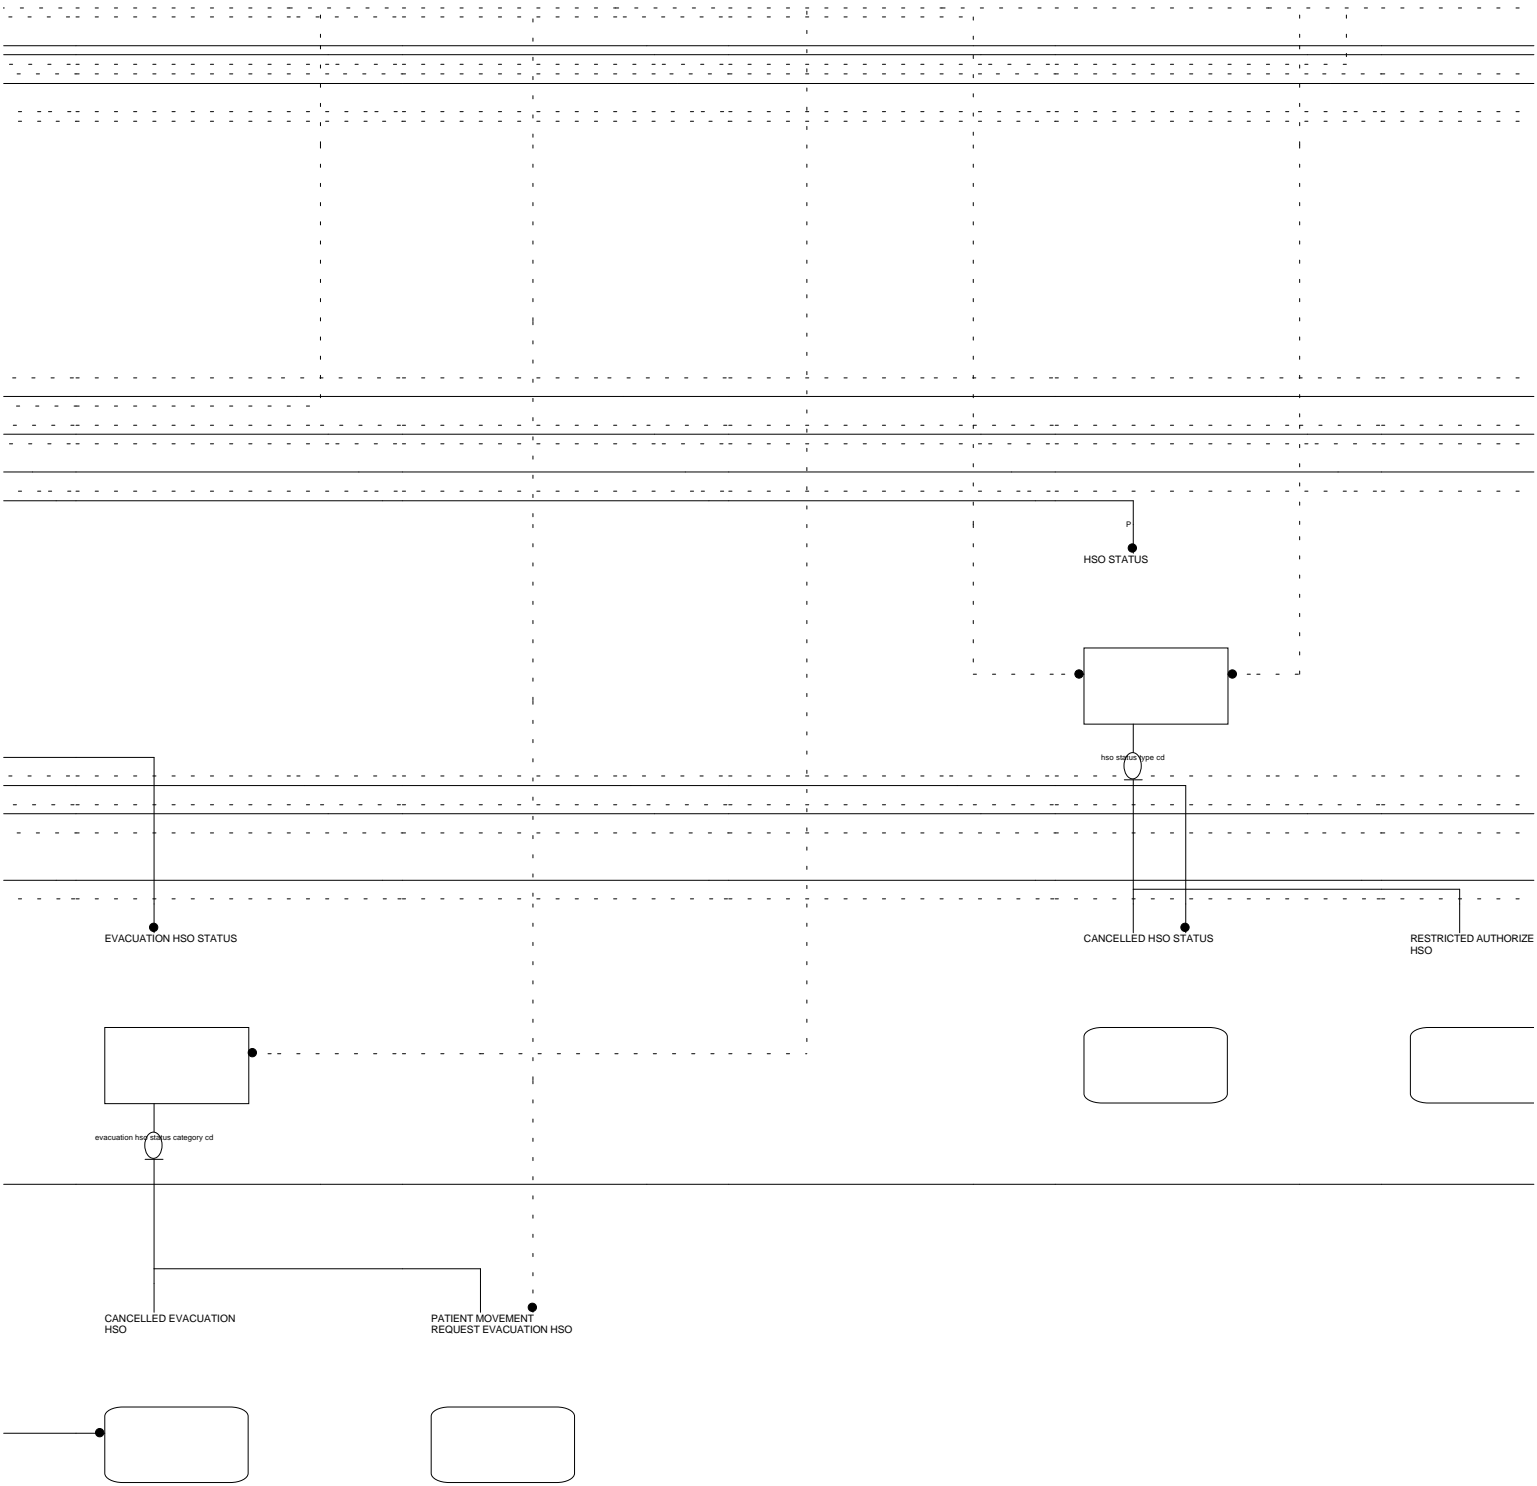 P
HSO STATUS
hso status type cd
EVACUATION HSO STATUS
CANCELLED HSO STATUS
RESTRICTED AUTHORIZE
HSO
evacuation hso status category cd
CANCELLED EVACUATION
HSO
PATIENT MOVEMENT
REQUEST EVACUATION HSO